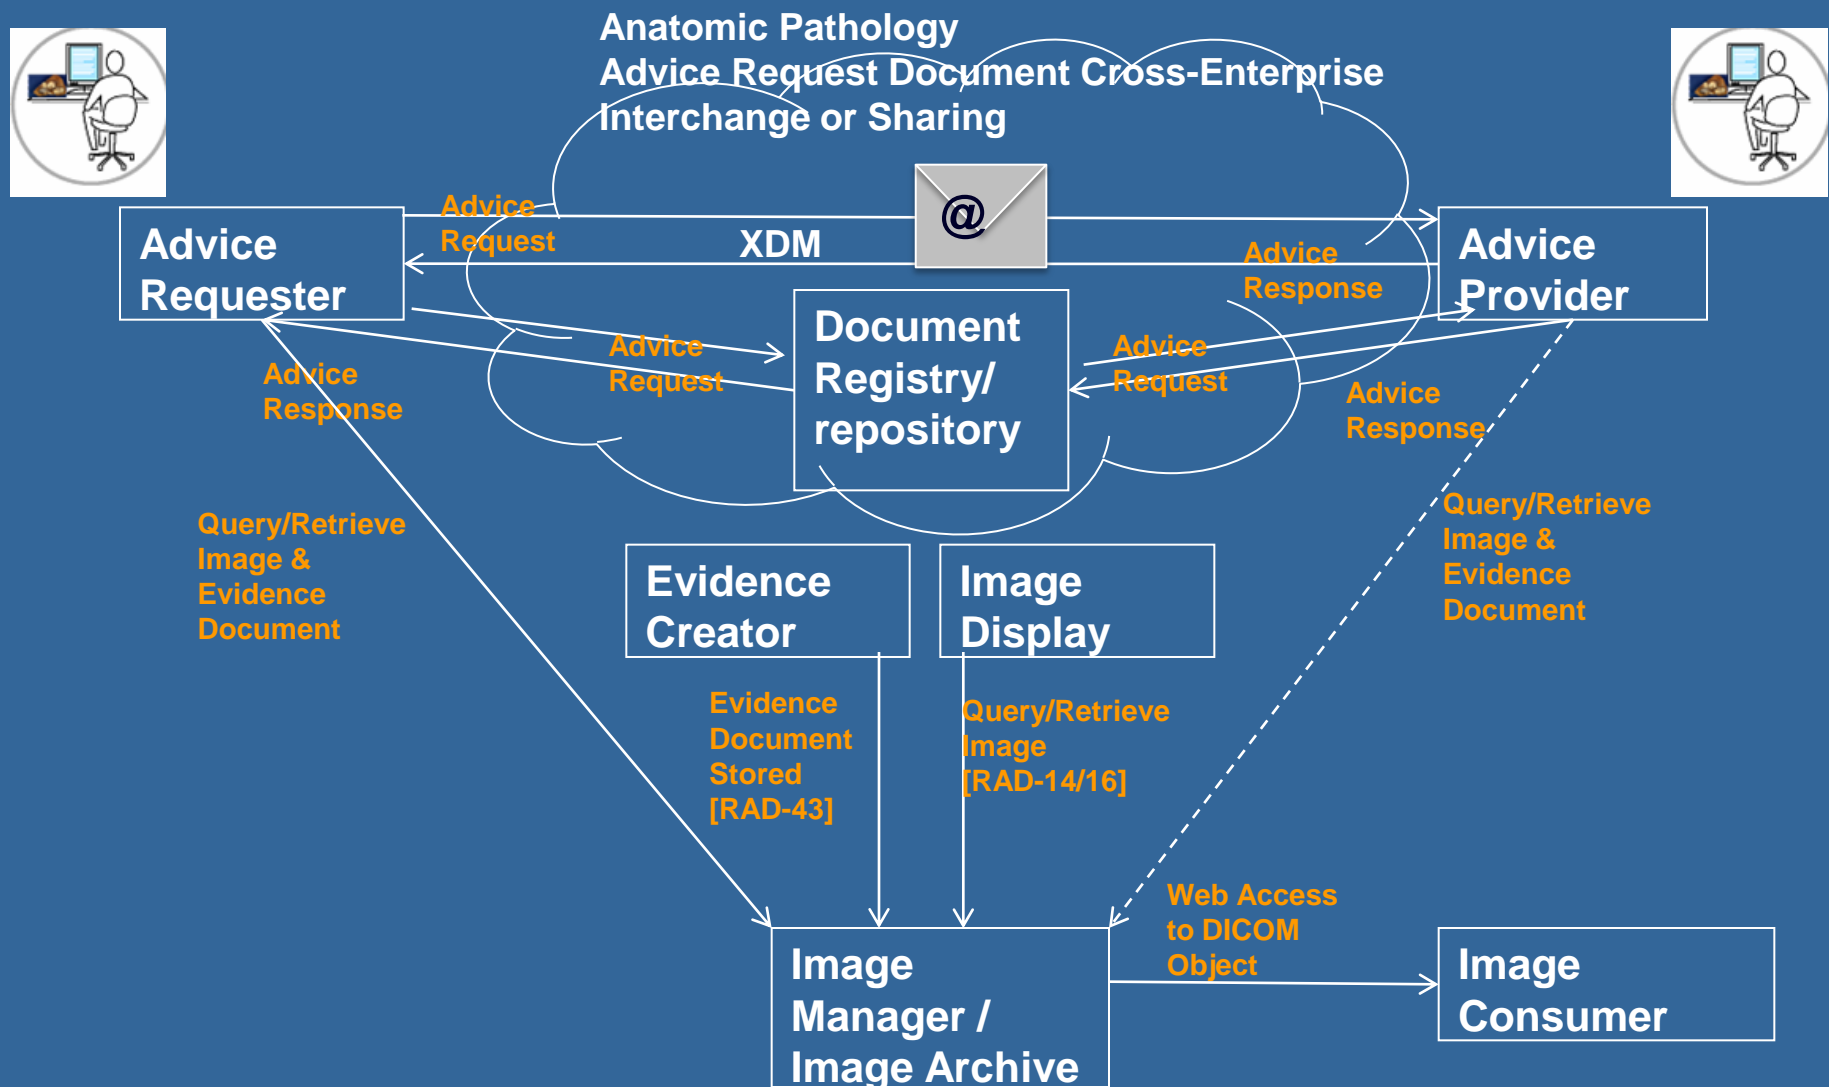 Anatomic Pathology
Advice Request Document Cross-Enterprise
Interchange or Sharing
@
Advice
Request
XDM
Advice
Requester
Advice
Response
Advice
Provider
Document
Registry/
repository
Advice
Request
Advice
Request
Advice
Response
Advice
Response
Query/Retrieve
Image &
Evidence
Document
Query/Retrieve
Image &
Evidence
Document
Evidence
Creator
Image
Display
Evidence
Document
Stored
[RAD-43]
Query/Retrieve
Image
[RAD-14/16]
Web Access
to DICOM
Object
Image
Manager /
Image Archive
Image
Consumer